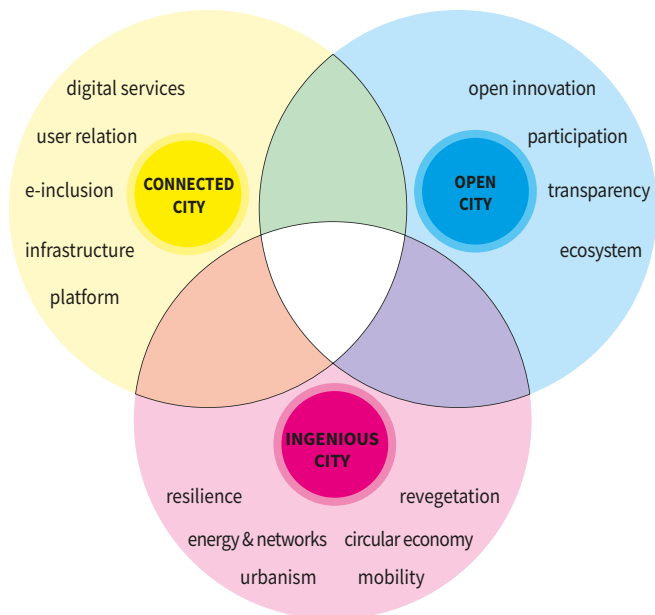 digital services
user relation
e-inclusion
infrastructure
platform
CONNECTED
CITY
open innovation
participation
transparency
ecosystem
OPEN
CITY
INGENIOUS
CITY
resilience
revegetation
energy & networks
circular economy
urbanism
mobility